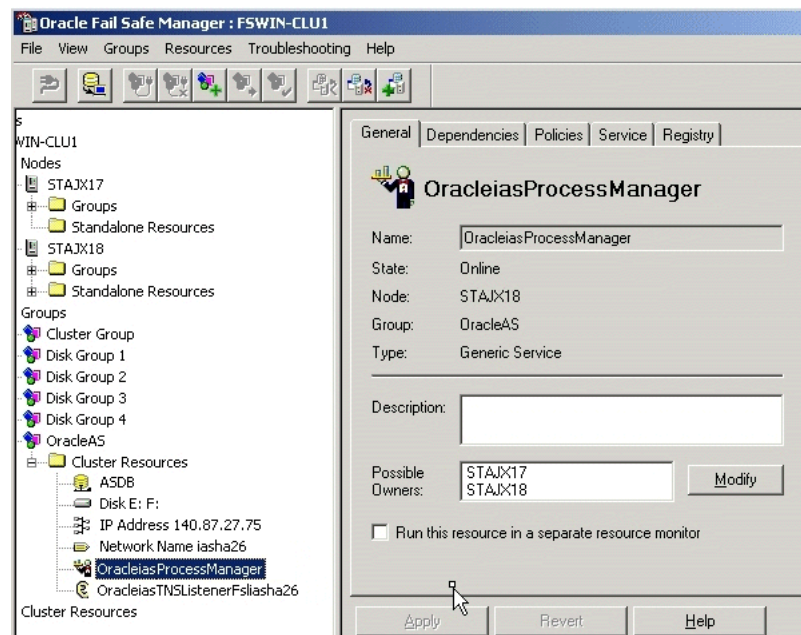 Oracle Fail Safe Manager : FSWIN-CLU1
File View Groups Resources Troubleshooting Help
s
WIN-CLU1
Nodes
STAJX17
Groups
Standalone Resources
STAJX18
Groups
Standalone Resources
Groups
Cluster Group
Disk Group 1
Disk Group 2
Disk Group 3
Disk Group 4
OracleAS
Cluster Resources
ASDB
Disk E: F:
IP Address 140.87.27.75
Network Name iasha26
OracleiasProcessManager
OracleiasTNSListenerFsliasha26
Cluster Resources
General Dependencies Policies Service Registry
OracleiasProcessManager
Name: OracleiasProcessManager
State: Online
Node: STAJX18
Group: OracleAS
Type: Generic Service
Description:
Possible Owners: STAJX17
STAJX18
Modify
Run this resource in a separate resource monitor
Apply Revert Help